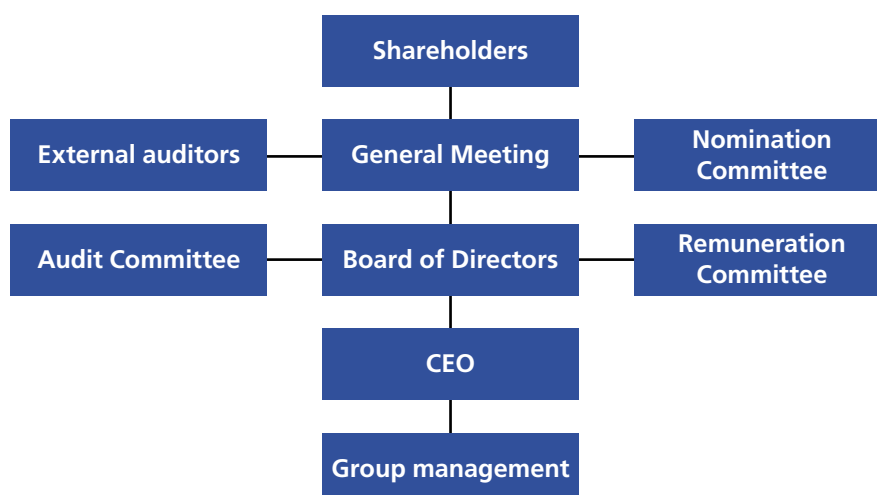 Shareholders
External auditors
General Meeting
Nomination
Committee
Audit Committee
Board of Directors
Remuneration
Committee
CEO
Group management